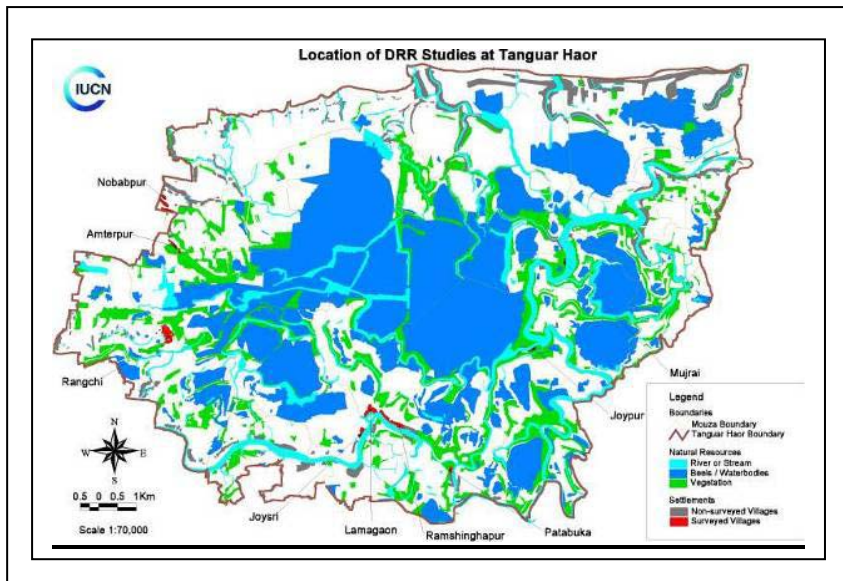 Location of DRR Studies at Tanguar Haor
IUCN
Nobabpur
Amterpur
Rangchi
Mujrai
Joypur
Joysri
Lamagaon
Ramshinghapur
Patabuka
N
W E
S
0.5 0 0.5 1Km
Scale 1:70,000
Legend
Boundaries
Mouza Boundary
Tanguar Haor Boundary
Natural Resources
River or Stream
Beels / Waterbodies
Vegetation
Settlements
Non-surveyed Villages
Surveyed Villages